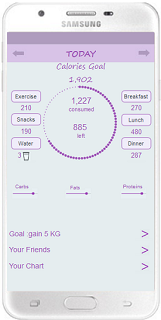 SAMSUNG
TODAY
Calories Goal
1,902
Exercise
210
Snacks
190
Water
3
1,227
consumed
885
left
Breakfast
270
Lunch
480
Dinner
287
Carbs
Fats
Proteins
Goal :gain 5 KG >
Your Friends >
Your Chart >